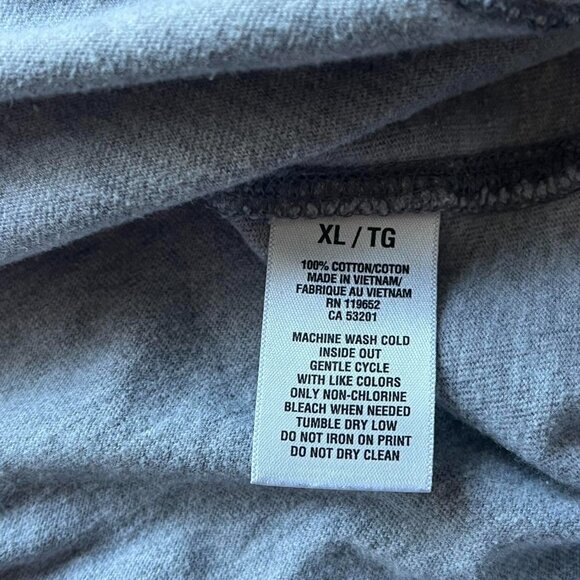 XL / TG
100% COTTON/COTON
MADE IN VIETNAM/
FABRIQUE AU VIETNAM
RN 119652
CA 53201
MACHINE WASH COLD
INSIDE OUT
GENTLE CYCLE
WITH LIKE COLORS
ONLY NON-CHLORINE
BLEACH WHEN NEEDED
TUMBLE DRY LOW
DO NOT IRON ON PRINT
DO NOT DRY CLEAN